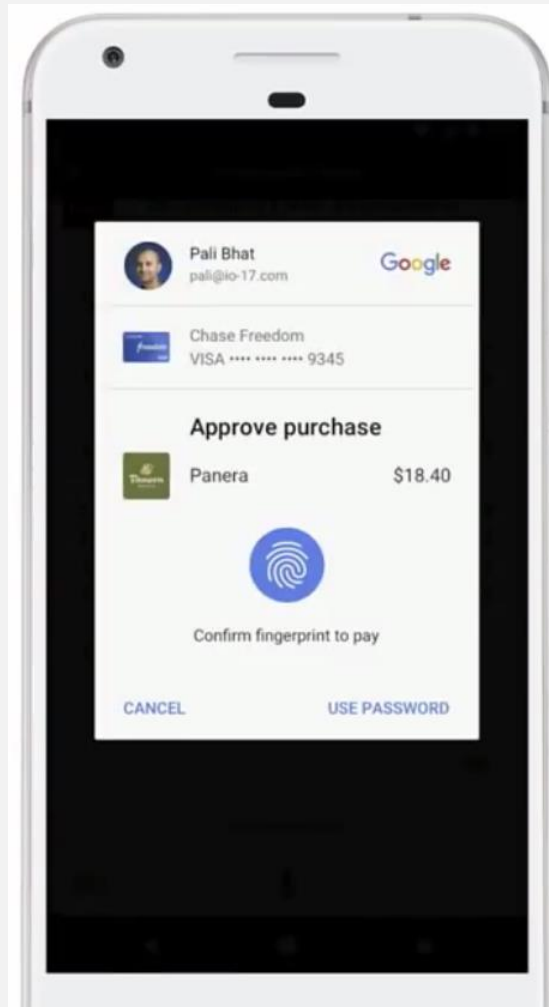 Pali Bhat
pali@io-17.com
Google
Chase Freedom
VISA •••• •••• •••• 9345
Approve purchase
Panera
Panera
$18.40
Confirm fingerprint to pay
CANCEL
USE PASSWORD